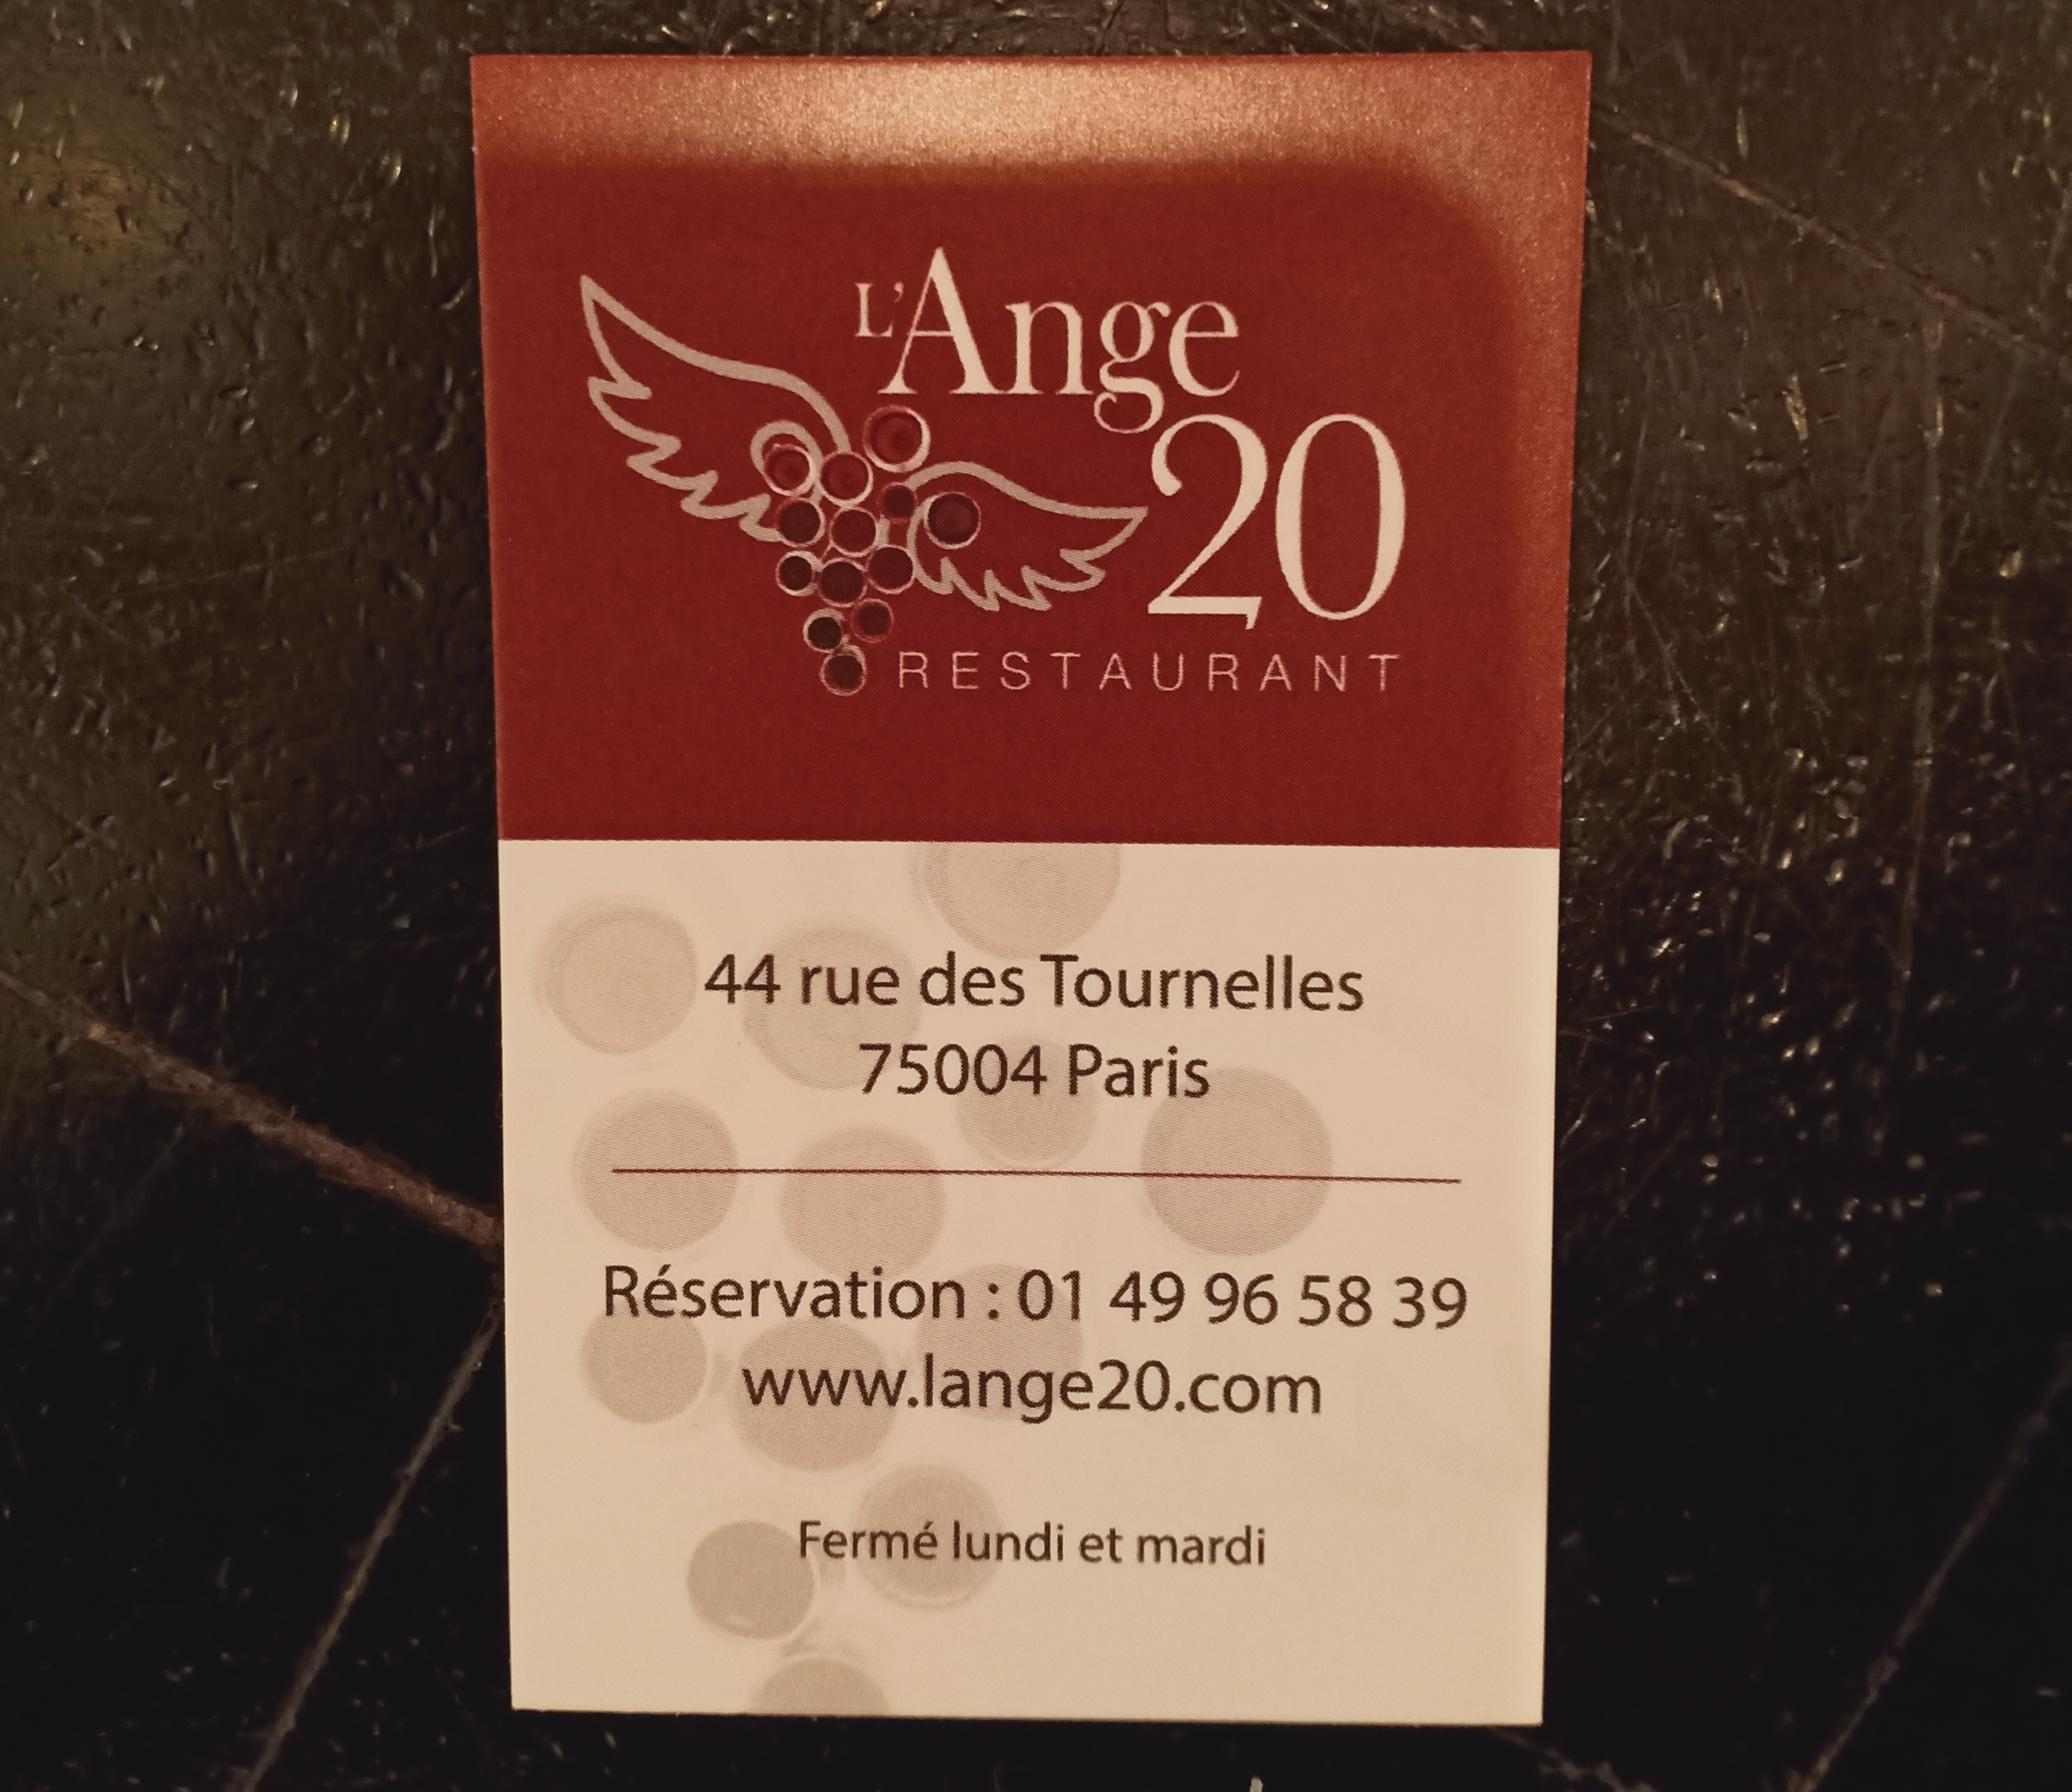 L'Ange
20
RESTAURANT
44 rue des Tournelles
75004 Paris
Réservation : 01 49 96 58 39
www.lange20.com
Fermé lundi et mardi